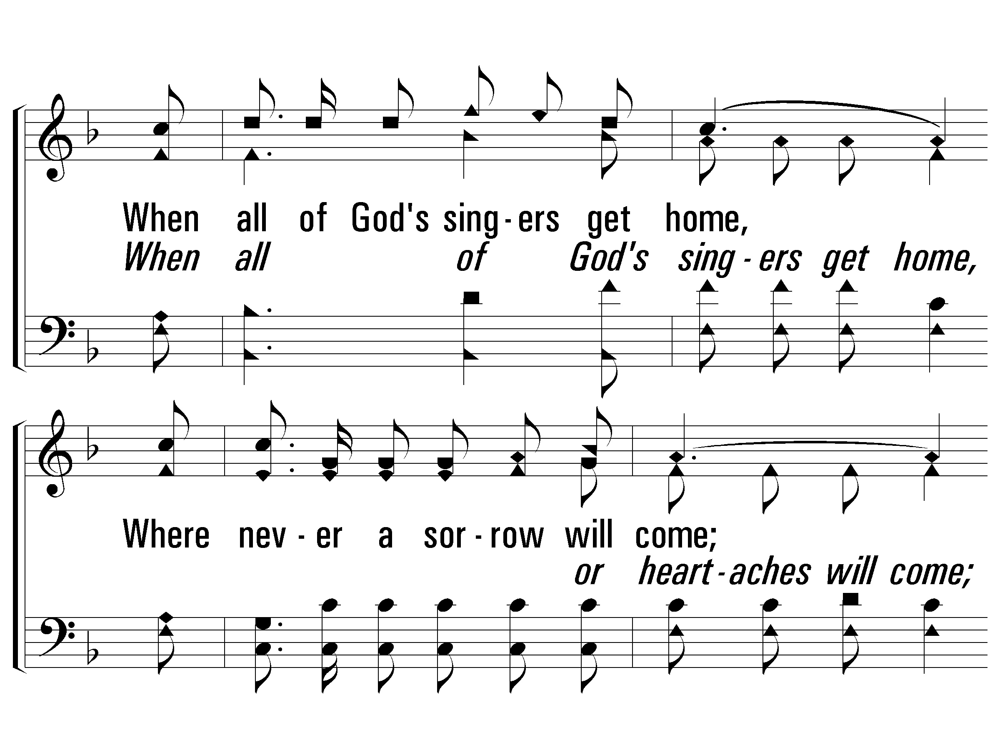 When all of God's sing-ers get home,
When all of God's sing-ers get home,
Where nev-er a sor-row will come;
or heart-aches will come;